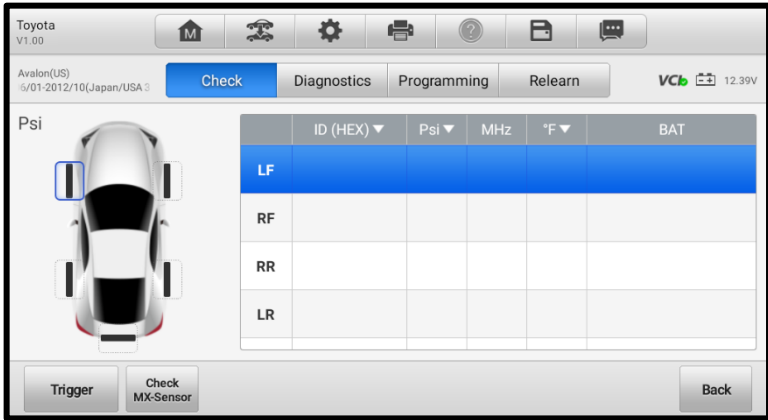 Toyota
V1.00
M
?
Avalon(US)
6/01-2012/10(Japan/USA 3
Check
Diagnostics
Programming
Relearn
VCI
12.39V
Psi
ID (HEX) ▼
Psi ▼
MHz
°F ▼
BAT
LF
RF
RR
LR
Trigger
Check
MX-Sensor
Back